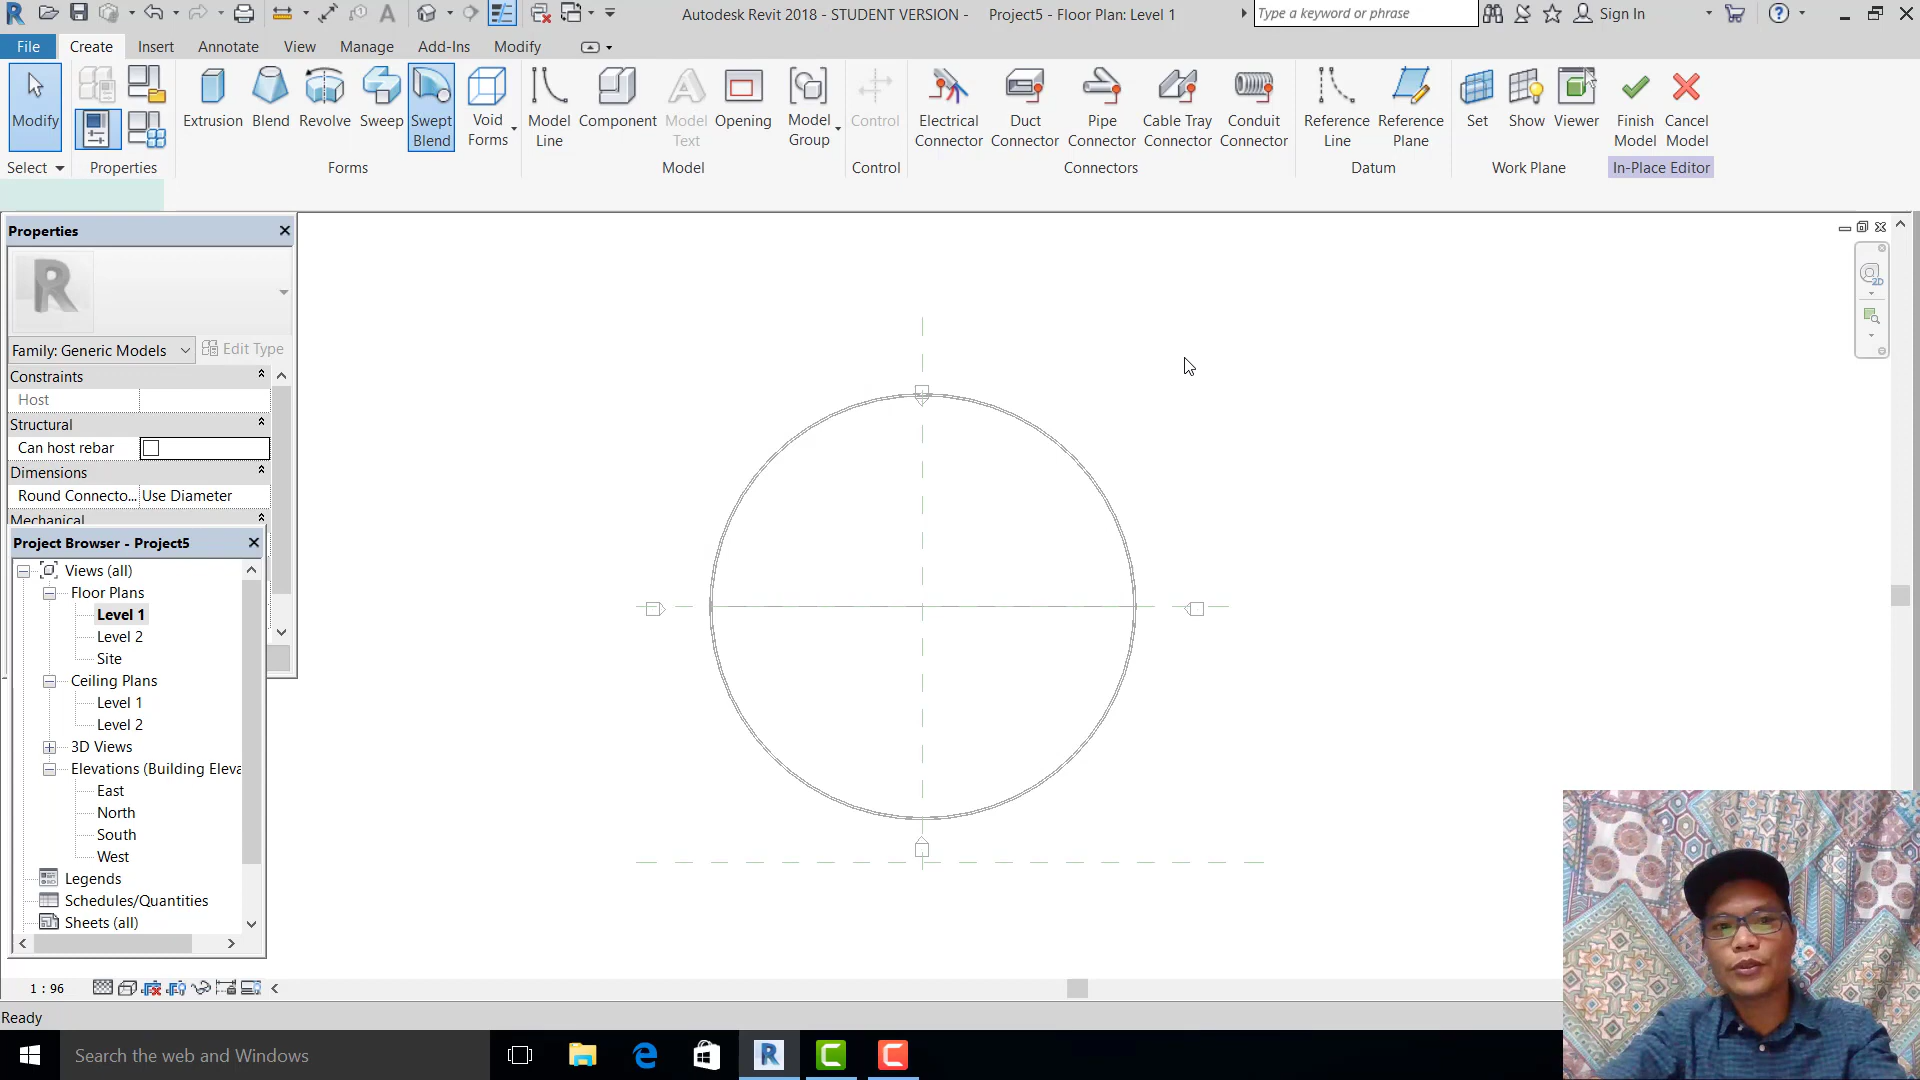 Autodesk Revit 2018 - STUDENT VERSION - Project5 - Floor Plan: Level 1
Type a keyword or phrase
Sign In
File Create Insert Annotate View Manage Add-Ins Modify
Modify
Extrusion
Blend
Revolve
Sweep
Swept Blend
Void Forms
Model Line
Component
Model Text
Opening
Model Group
Control
Electrical Connector
Duct Connector
Pipe Connector
Cable Tray Connector
Conduit Connector
Reference Line
Reference Plane
Set
Show
Viewer
Finish Model
Cancel Model
Select Properties Forms Model Control Connectors Datum Work Plane In-Place Editor
Properties
R
Family: Generic Models
Edit Type
Constraints
Host
Structural
Can host rebar
Dimensions
Round Connecto... Use Diameter
Mechanical
Project Browser - Project5
Views (all)
Floor Plans
Level 1
Level 2
Site
Ceiling Plans
Level 1
Level 2
3D Views
Elevations (Building Eleva
East
North
South
West
Legends
Schedules/Quantities
Sheets (all)
2D
1 : 96
Ready
Search the web and Windows